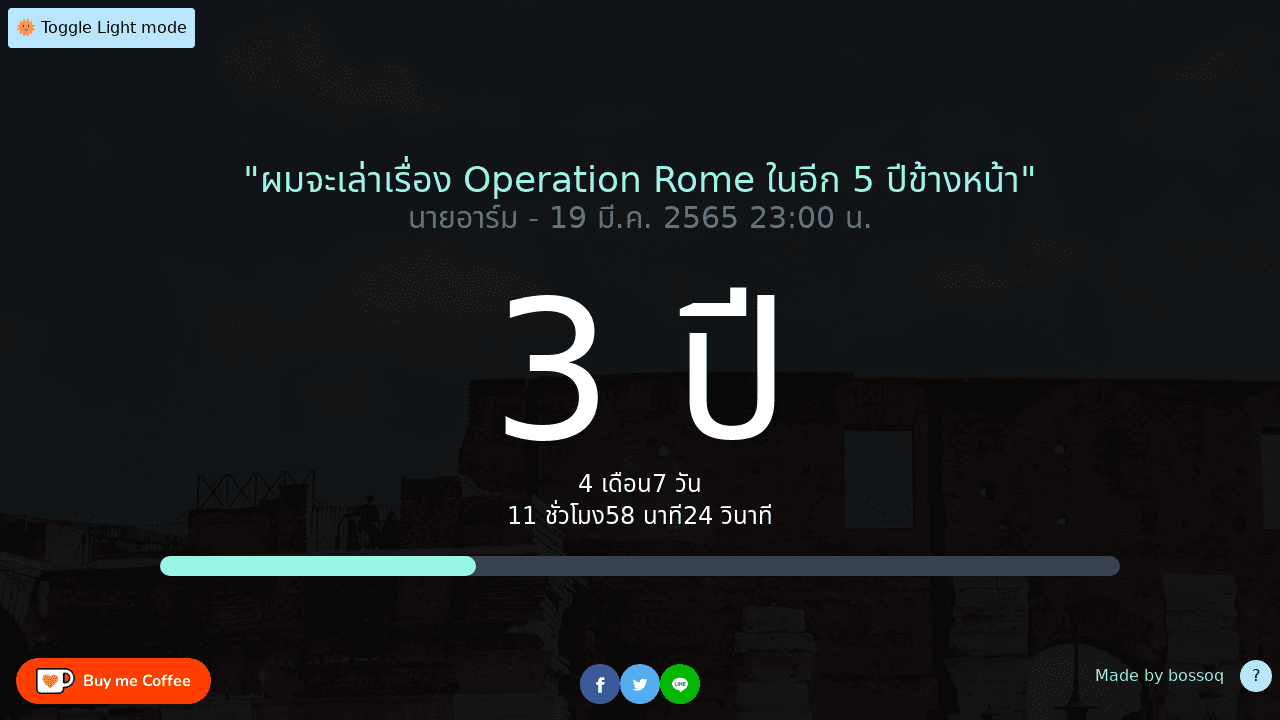 🌞 Toggle Light mode
"ผมจะเล่าเรื่อง Operation Rome ในอีก 5 ปีข้างหน้า"
นายอาร์ม - 19 มี.ค. 2565 23:00 น.
3 ปี
4 เดือน7 วัน
11 ชั่วโมง58 นาที24 วินาที
Buy me Coffee
LINE
Made by bossoq
?